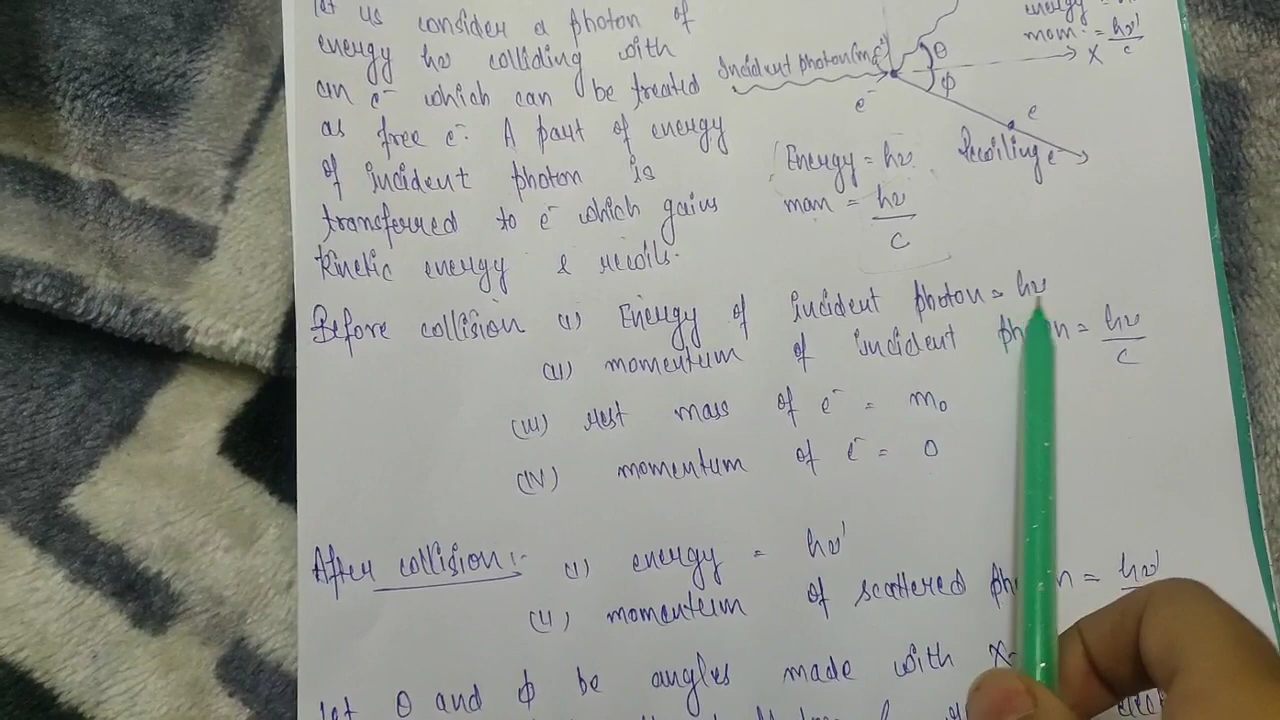 let us consider a photon of
energy hν colliding with
an e⁻ which can be treated
as free e⁻. A part of energy
of incident photon is
transferred to e⁻ which gains
kinetic energy & recoils.
energy =
mom. = hν'/c
X
θ
φ
Incident photon
e⁻
e
Recoiling e⁻
Energy = hν
mom = hν/c
Before collision (i) Energy of incident photon = hν
(ii) momentum of incident photon = hν/c
(iii) rest mass of e⁻ = m₀
(iv) momentum of e⁻ = 0
After collision :- (i) energy = hν'
(ii) momentum of scattered photon = hν'
let θ and φ be angles made with X-